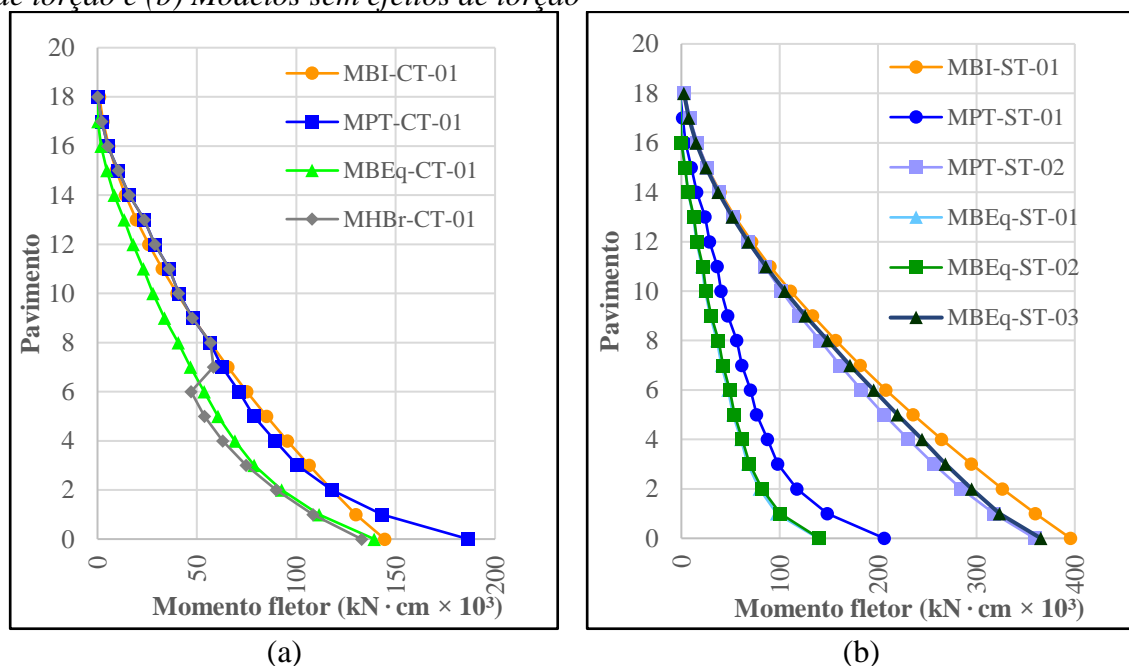 de torção e (b) Modelos sem efeitos de torção
20
18
16
14
12
10
8
6
4
2
0
Pavimento
MBI-CT-01
MPT-CT-01
MBEq-CT-01
MHBr-CT-01
0
50
100
150
200
Momento fletor (kN · cm × 10³)
(a)
20
18
16
14
12
10
8
6
4
2
0
Pavimento
MBI-ST-01
MPT-ST-01
MPT-ST-02
MBEq-ST-01
MBEq-ST-02
MBEq-ST-03
0
100
200
300
400
Momento fletor (kN · cm × 10³)
(b)